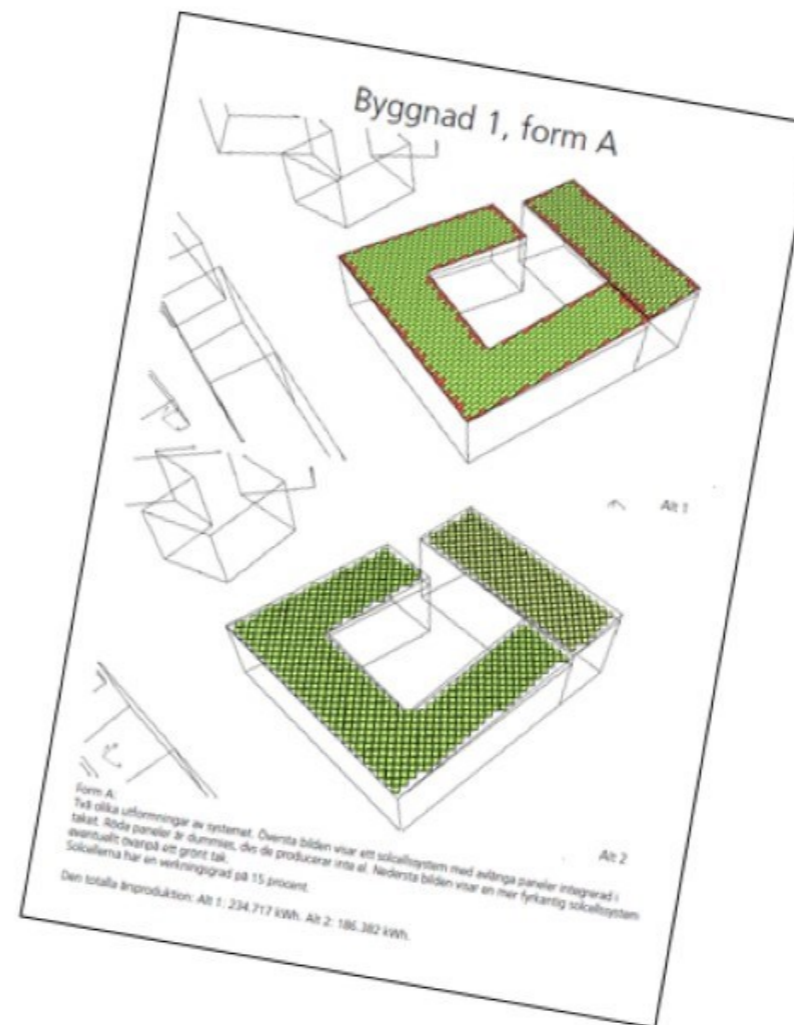 Byggnad 1, form A
Alt 1
Alt 2
Form A:
Två olika utformningar av systemet. Översta bilden visar ett solcellssystem med avlånga paneler integrerad i
taket. Röda paneler är dummies, dvs de producerar inte el. Nedersta bilden visar en mer fyrkantig solcellssystem
eventuellt ovanpå ett grönt tak.
Solcellerna har en verkningsgrad på 15 procent.
Den totalla årsproduktion: Alt 1: 234.717 kWh. Alt 2: 186.382 kWh.